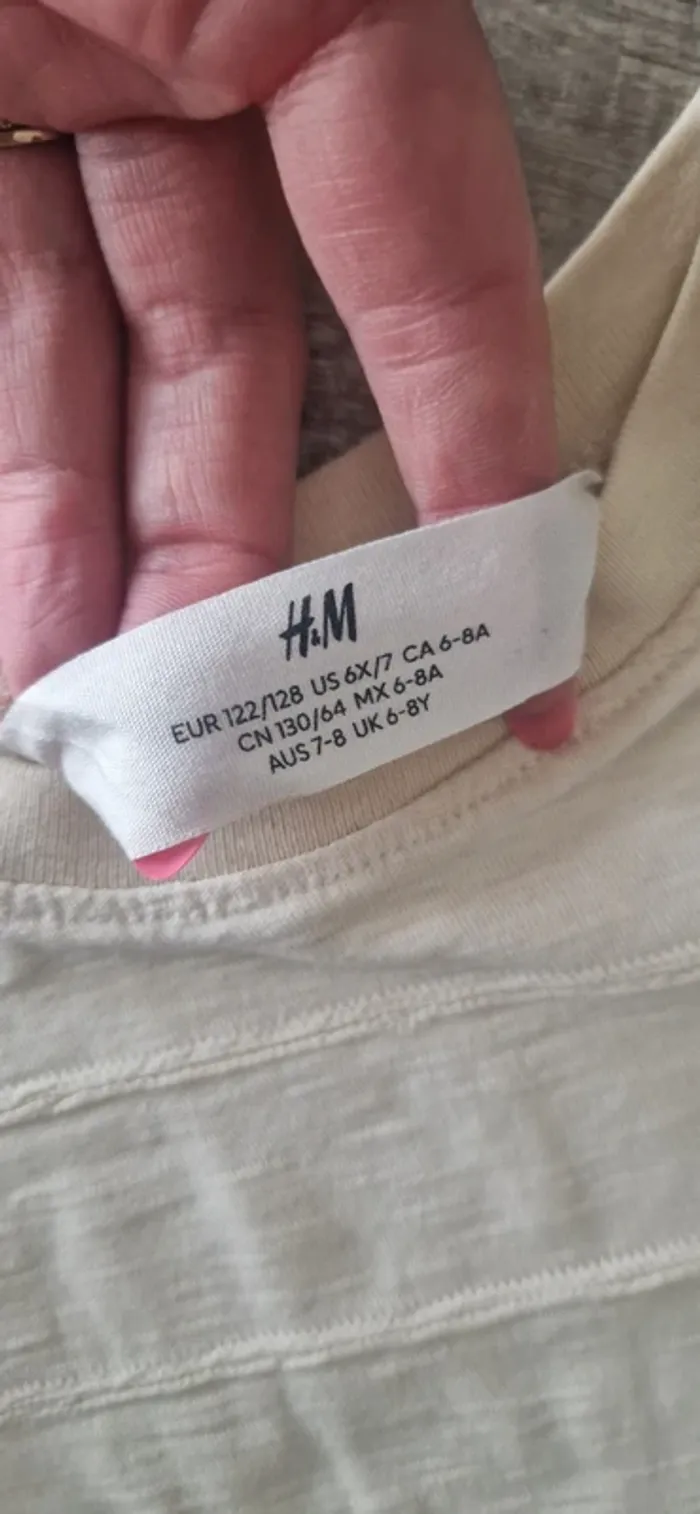 H&M
EUR 122/128 US 6X/7 CA 6-8A
CN 130/64 MX 6-8A
AUS 7-8 UK 6-8Y